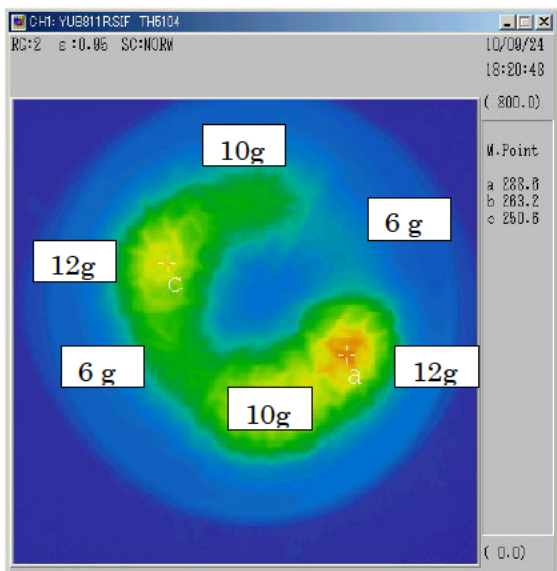 CH1: YUB811RSIF TH5104
RG:2 ε:0.95 SC:NORM
10/09/24
18:20:43
( 800.0)
10g
M.Point
a 288.8
b 263.2
c 250.6
6 g
12g
c
6 g
a
12g
10g
( 0.0)